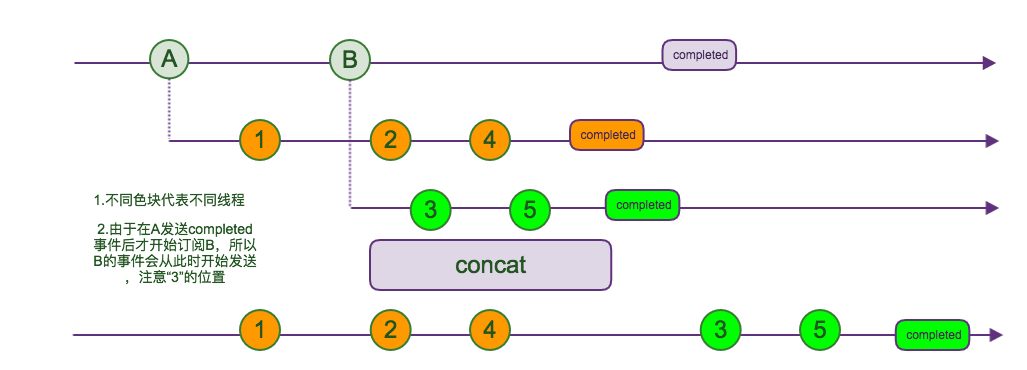 A
B
completed
1
2
4
completed
3
5
completed
1.不同色块代表不同线程
2.由于在A发送completed
事件后才开始订阅B，所以
B的事件会从此时开始发送
，注意“3”的位置
concat
1
2
4
3
5
completed